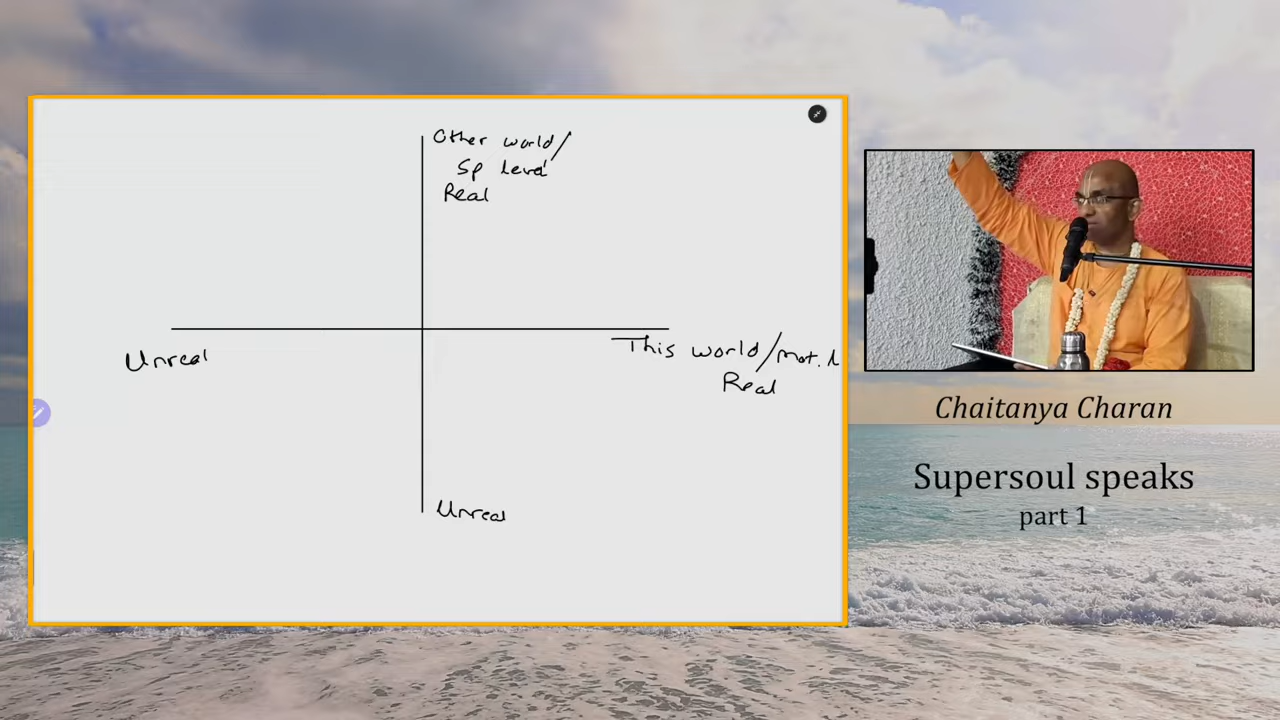 Other world/
Sp level
Real
Unreal
This world/mat. l
Real
Unreal
Chaitanya Charan
Supersoul speaks
part 1